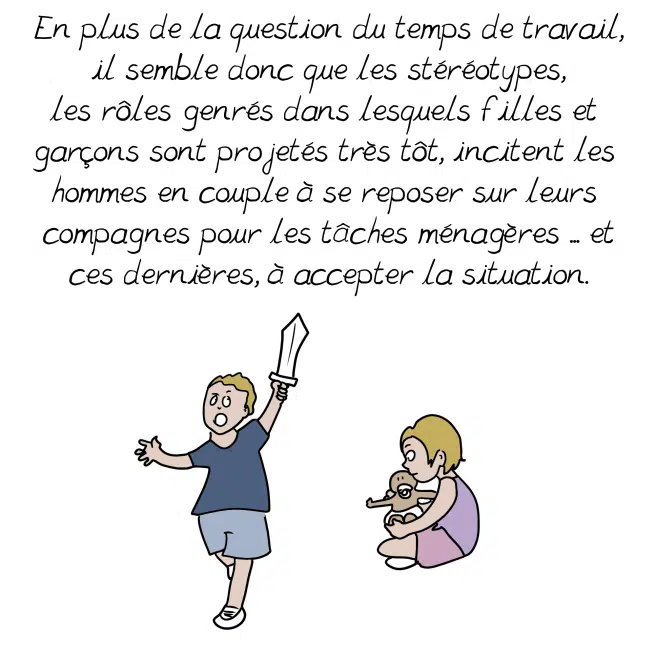 En plus de la question du temps de travail,
il semble donc que les stéréotypes,
les rôles genrés dans lesquels filles et
garçons sont projetés très tôt, incitent les
hommes en couple à se reposer sur leurs
compagnes pour les tâches ménagères ... et
ces dernières, à accepter la situation.